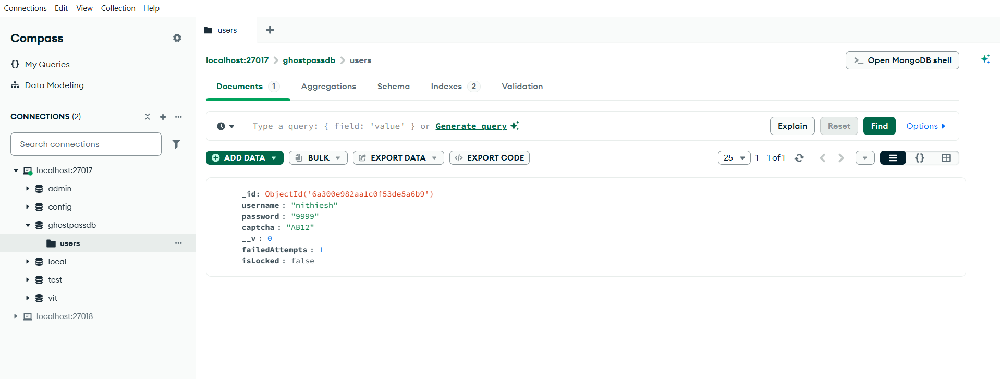 Connections Edit View Collection Help
Compass
My Queries
Data Modeling
CONNECTIONS (2)
Search connections
localhost:27017
admin
config
ghostpassdb
users
local
test
vit
localhost:27018
users
localhost:27017 > ghostpassdb > users
>_ Open MongoDB shell
Documents 1 Aggregations Schema Indexes 2 Validation
Type a query: { field: 'value' } or Generate query
Explain Reset Find Options
ADD DATA BULK EXPORT DATA EXPORT CODE
25 1 – 1 of 1
_id: ObjectId('6a300e982aa1c0f53de5a6b9')
username : "nithiesh"
password : "9999"
captcha : "AB12"
__v : 0
failedAttempts : 1
isLocked : false